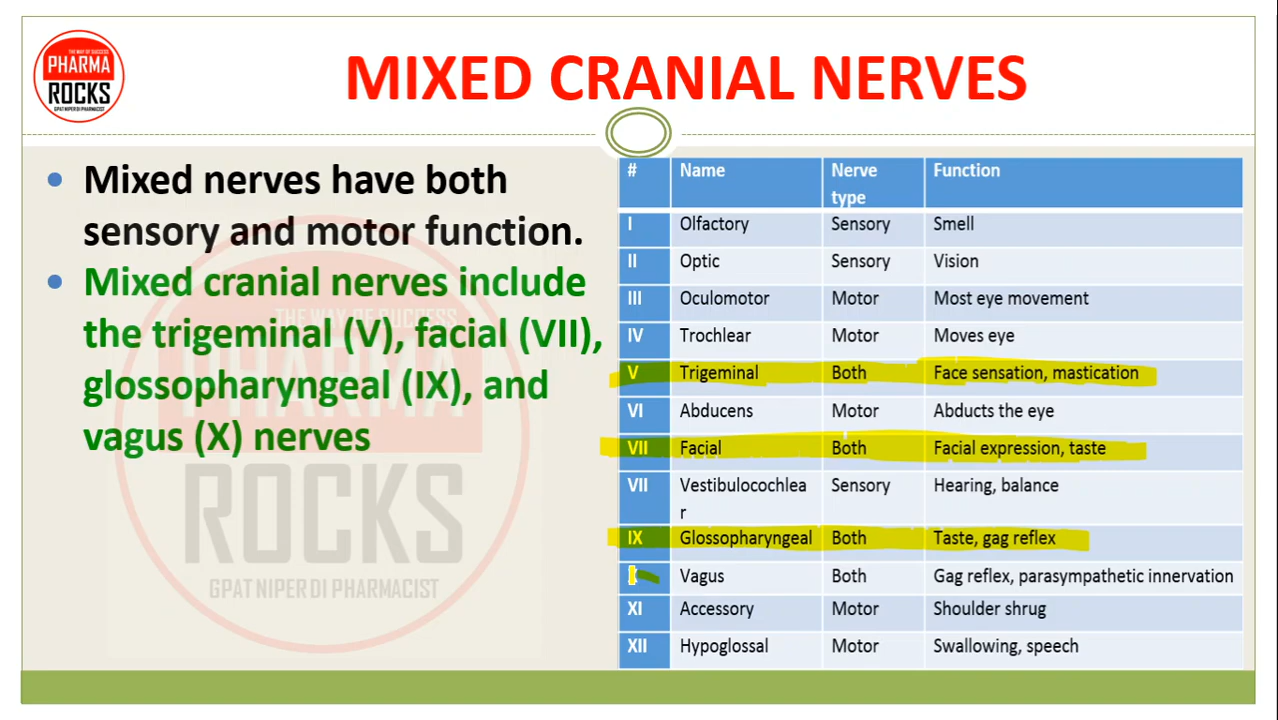 THE WAY OF SUCCESS
PHARMA
ROCKS
GPAT NIPER DI PHARMACIST
MIXED CRANIAL NERVES
Mixed nerves have both
sensory and motor function.
Mixed cranial nerves include
the trigeminal (V), facial (VII),
glossopharyngeal (IX), and
vagus (X) nerves
THE WAY OF SUCCESS
PHARMA
ROCKS
GPAT NIPER DI PHARMACIST
# Name Nerve type Function
I Olfactory Sensory Smell
II Optic Sensory Vision
III Oculomotor Motor Most eye movement
IV Trochlear Motor Moves eye
V Trigeminal Both Face sensation, mastication
VI Abducens Motor Abducts the eye
VII Facial Both Facial expression, taste
VII Vestibulocochlea Sensory Hearing, balance
r
IX Glossopharyngeal Both Taste, gag reflex
Vagus Both Gag reflex, parasympathetic innervation
XI Accessory Motor Shoulder shrug
XII Hypoglossal Motor Swallowing, speech